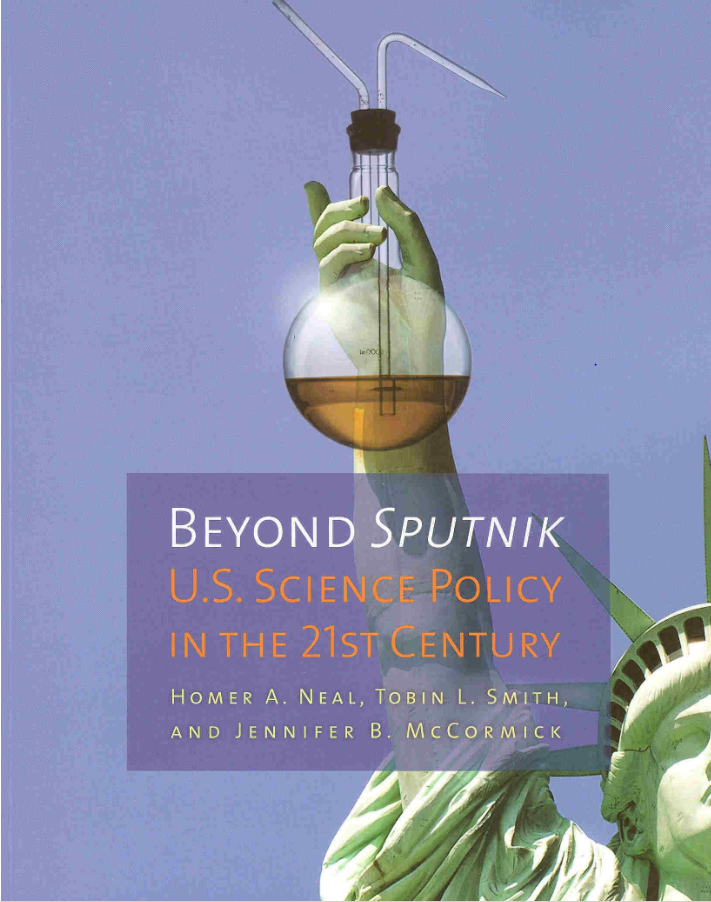 BEYOND SPUTNIK
U.S. SCIENCE POLICY
IN THE 21ST CENTURY
HOMER A. NEAL, TOBIN L. SMITH,
AND JENNIFER B. MCCORMICK